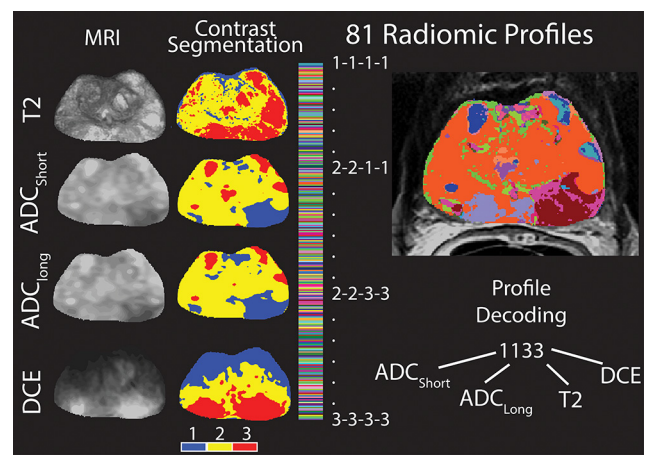 MRI
Contrast
Segmentation
81 Radiomic Profiles
T2
ADCShort
ADClong
DCE
1 2 3
1-1-1-1
.
.
2-2-1-1
.
.
2-2-3-3
.
.
3-3-3-3
Profile
Decoding
1133
ADCShort
ADCLong
T2
DCE